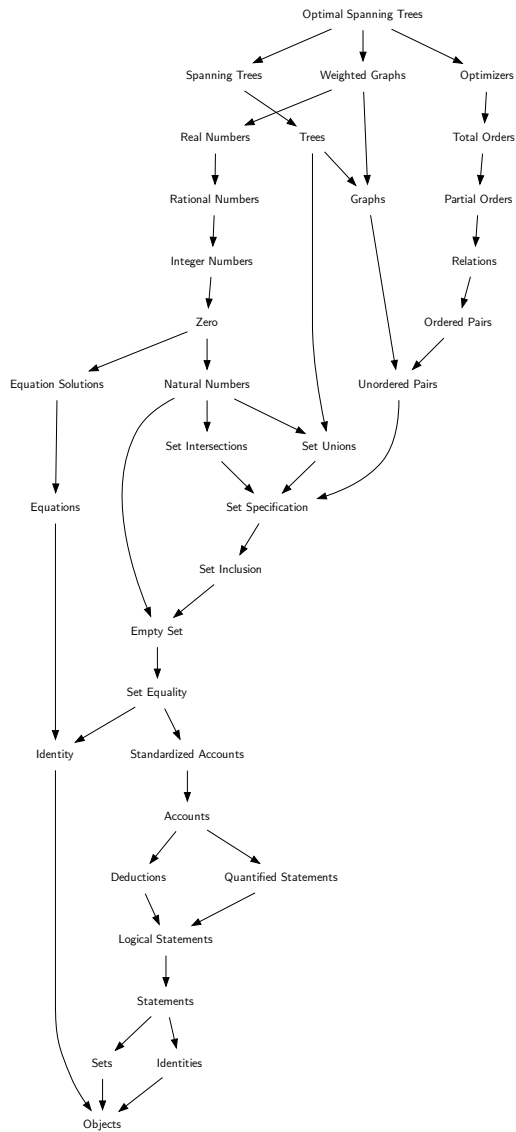 Optimal Spanning Trees
Spanning Trees
Weighted Graphs
Optimizers
Real Numbers
Trees
Total Orders
Rational Numbers
Graphs
Partial Orders
Integer Numbers
Relations
Zero
Ordered Pairs
Equation Solutions
Natural Numbers
Unordered Pairs
Set Intersections
Set Unions
Equations
Set Specification
Set Inclusion
Empty Set
Set Equality
Identity
Standardized Accounts
Accounts
Deductions
Quantified Statements
Logical Statements
Statements
Sets
Identities
Objects